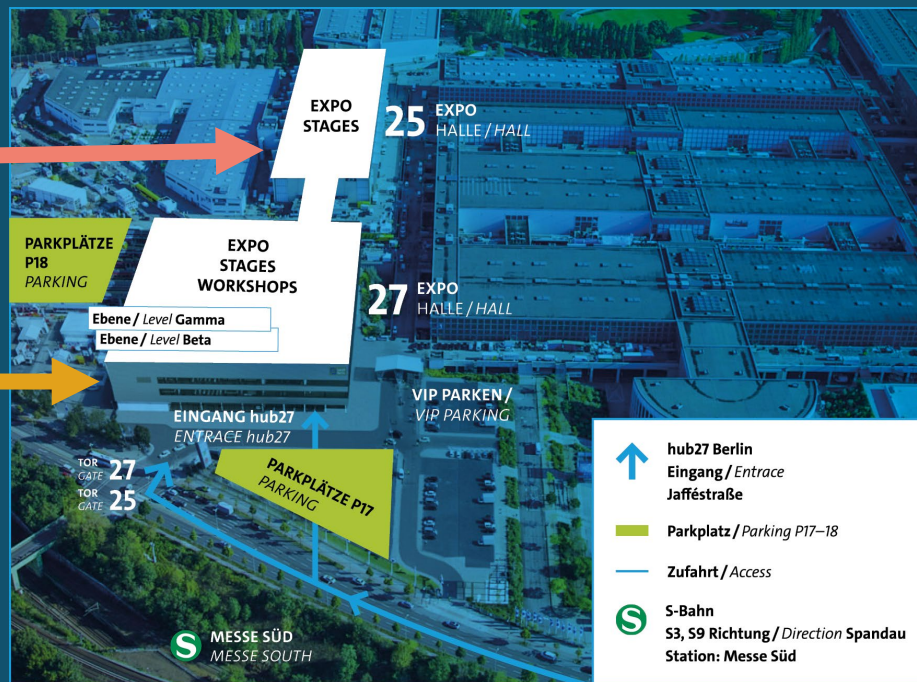 EXPO
STAGES
25 EXPO
HALLE / HALL
PARKPLÄTZE
P18
PARKING
EXPO
STAGES
WORKSHOPS
27 EXPO
HALLE / HALL
Ebene / Level Gamma
Ebene / Level Beta
EINGANG hub27
ENTRACE hub27
VIP PARKEN /
VIP PARKING
TOR
GATE 27
TOR
GATE 25
PARKPLÄTZE P17
PARKING
S MESSE SÜD
MESSE SOUTH
hub27 Berlin
Eingang / Entrace
Jafféstraße
Parkplatz / Parking P17–18
Zufahrt / Access
S S-Bahn
S3, S9 Richtung / Direction Spandau
Station: Messe Süd